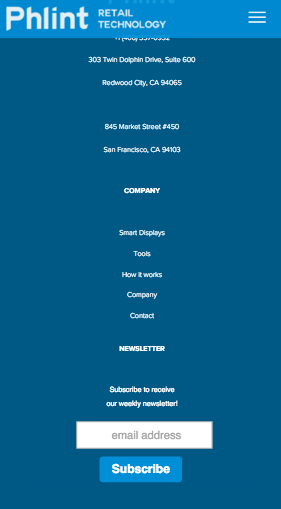 Phlint RETAIL
TECHNOLOGY
303 Twin Dolphin Drive, Suite 600
Redwood City, CA 94065
845 Market Street #450
San Francisco, CA 94103
COMPANY
Smart Displays
Tools
How it works
Company
Contact
NEWSLETTER
Subscribe to receive
our weekly newsletter!
email address
Subscribe